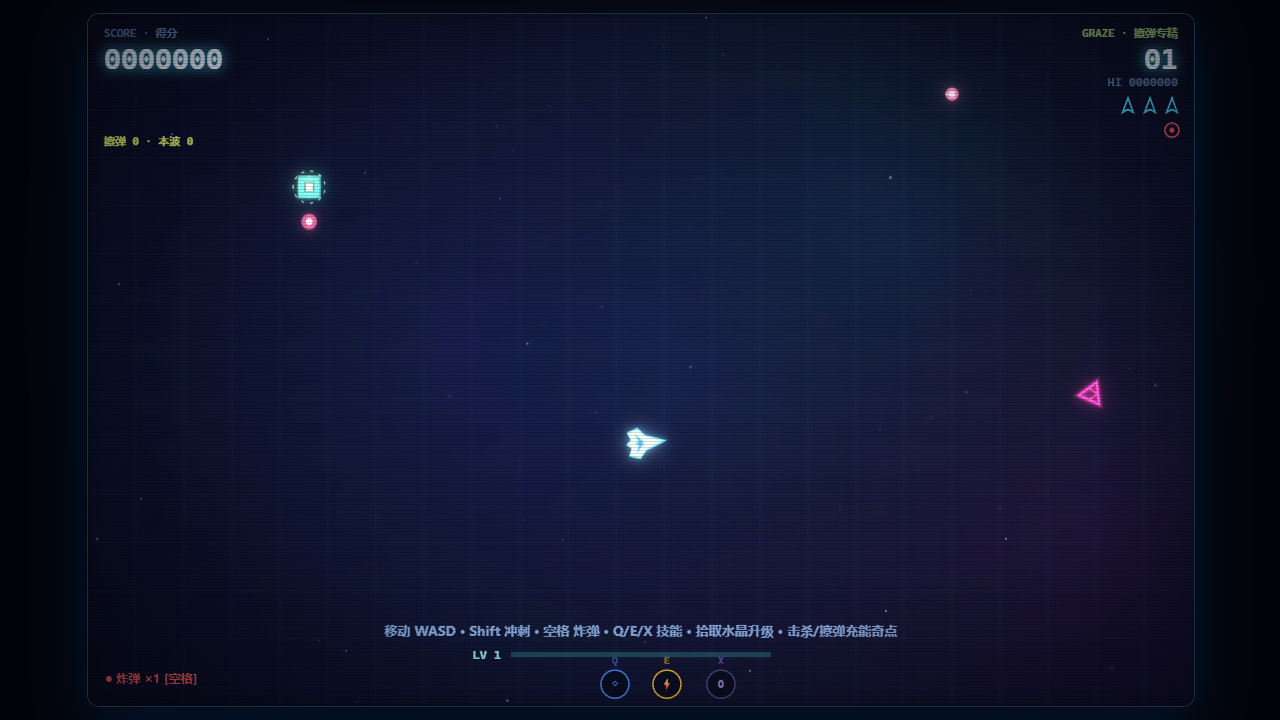 SCORE · 得分
0000000
GRAZE · 擦弹专精
01
HI 0000000
擦弹 0 · 本波 0
移动 WASD • Shift 冲刺 • 空格 炸弹 • Q/E/X 技能 • 拾取水晶升级 • 击杀/擦弹充能奇点
LV 1
Q E X
0
炸弹 ×1 [空格]